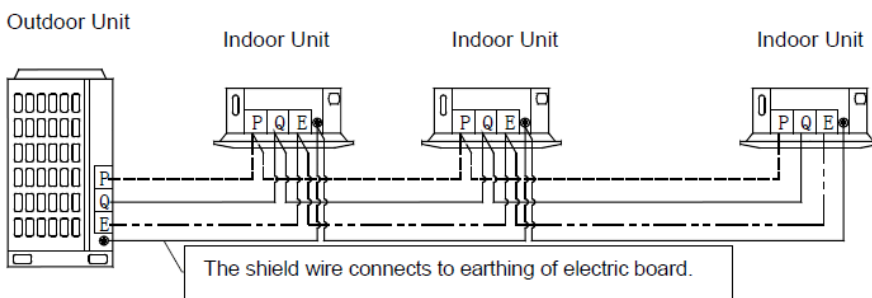 Outdoor Unit
Indoor Unit
Indoor Unit
Indoor Unit
P Q E
P Q E
P Q E
P
Q
E
The shield wire connects to earthing of electric board.